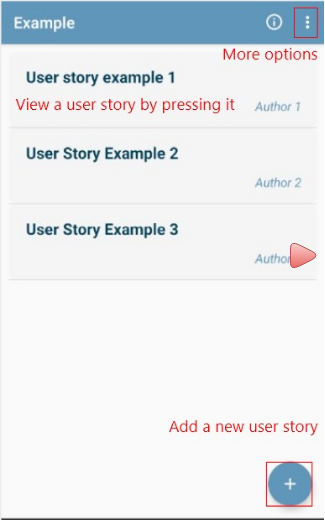 Example
More options
User story example 1
View a user story by pressing it
Author 1
User Story Example 2
Author 2
User Story Example 3
Author
Add a new user story
+